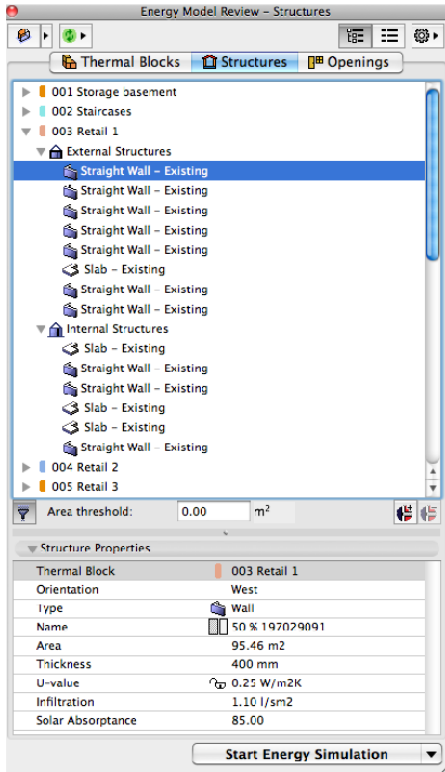 Energy Model Review – Structures
Thermal Blocks Structures Openings
001 Storage basement
002 Staircases
003 Retail 1
External Structures
Straight Wall – Existing
Straight Wall – Existing
Straight Wall – Existing
Straight Wall – Existing
Straight Wall – Existing
Slab – Existing
Straight Wall – Existing
Straight Wall – Existing
Internal Structures
Slab – Existing
Straight Wall – Existing
Straight Wall – Existing
Slab – Existing
Slab – Existing
Straight Wall – Existing
004 Retail 2
005 Retail 3
Area threshold: 0.00 m²
Structure Properties
Thermal Block 003 Retail 1
Orientation West
Type Wall
Name 50 % 197029091
Area 95.46 m2
Thickness 400 mm
U-value 0.25 W/m2K
Infiltration 1.10 l/sm2
Solar Absorptance 85.00
Start Energy Simulation